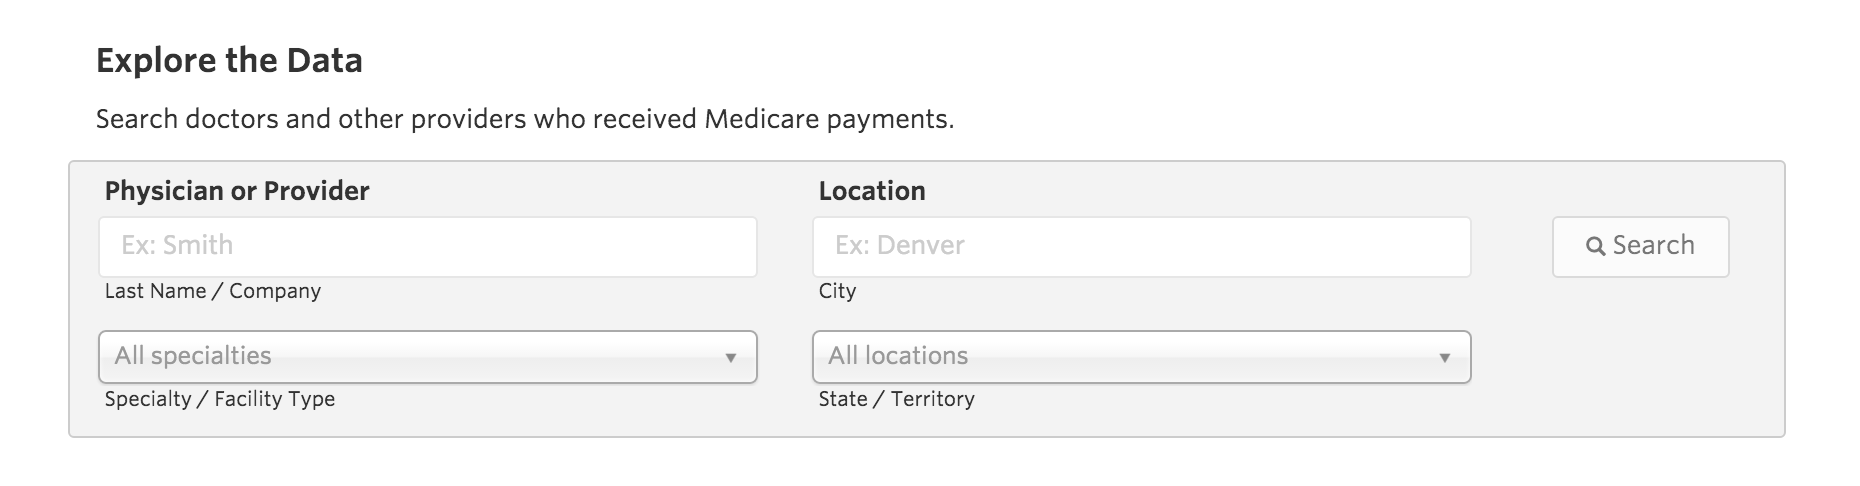 Explore the Data
Search doctors and other providers who received Medicare payments.
Physician or Provider
Ex: Smith
Last Name / Company
All specialties
Specialty / Facility Type
Location
Ex: Denver
City
All locations
State / Territory
Search